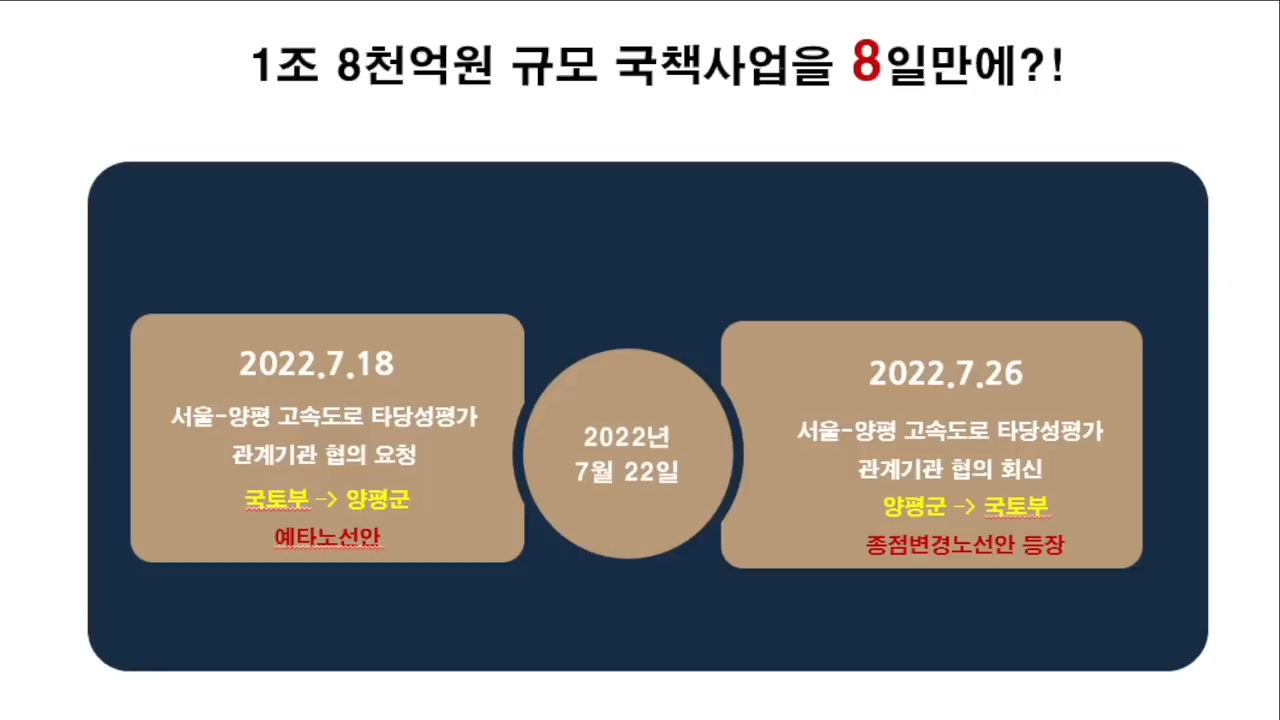 1조 8천억원 규모 국책사업을 8일만에?!
2022.7.18
서울-양평 고속도로 타당성평가
관계기관 협의 요청
국토부 -> 양평군
예타노선안
2022년
7월 22일
2022.7.26
서울-양평 고속도로 타당성평가
관계기관 협의 회신
양평군 -> 국토부
종점변경노선안 등장